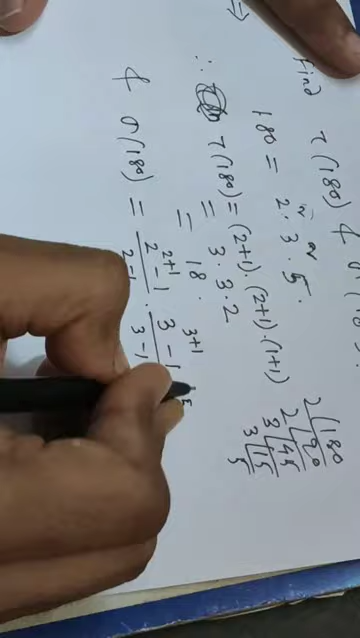 Find τ(180) & σ(180).
180 = 2² · 3² · 5.
∴ τ(180) = (2+1) · (2+1) · (1+1)
= 3 · 3 · 2
= 18 .
& σ(180) = 2^{2+1} - 1 / 2-1 · 3^{3+1} - 1 / 3-1 · 5
2 | 180
2 | 90
3 | 45
3 | 15
5